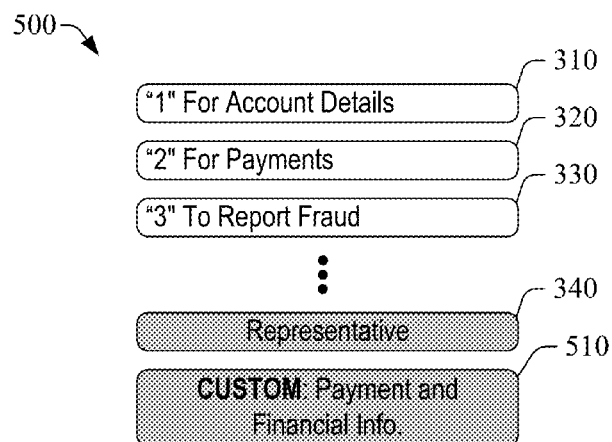 500
310
"1" For Account Details
320
"2" For Payments
330
"3" To Report Fraud
340
Representative
510
CUSTOM: Payment and
Financial Info.